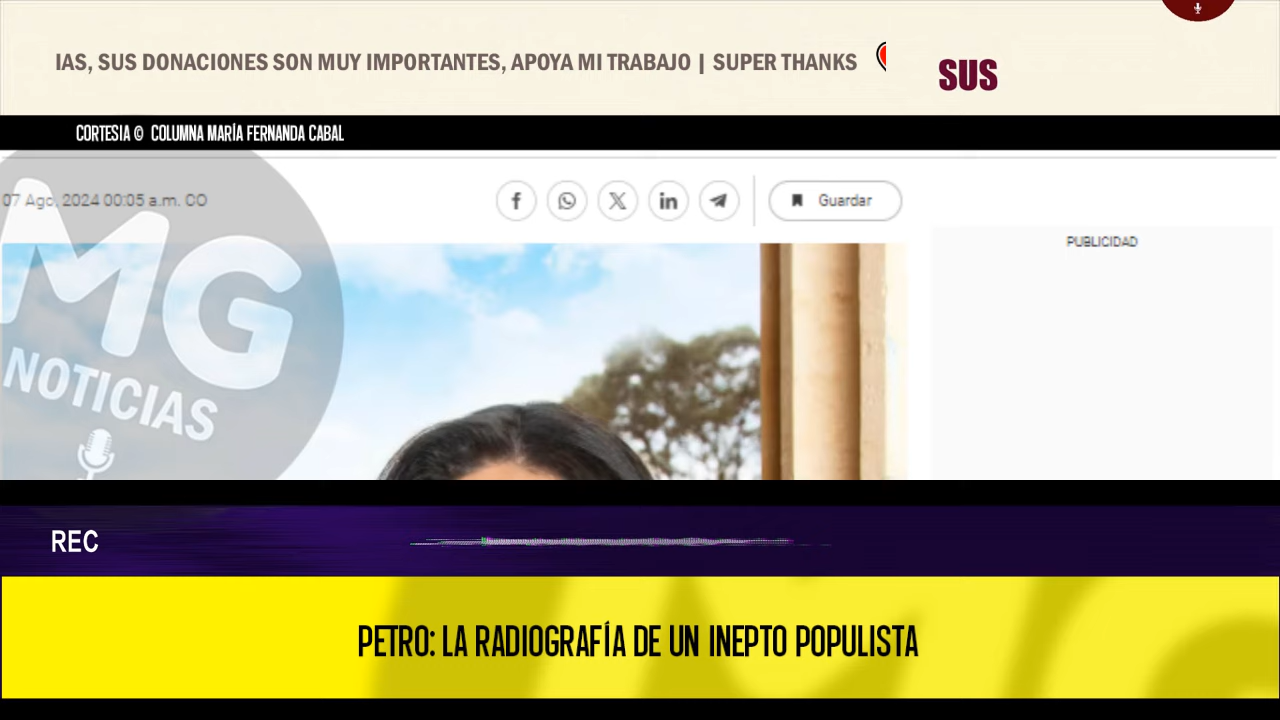 IAS, SUS DONACIONES SON MUY IMPORTANTES, APOYA MI TRABAJO | SUPER THANKS
SUS
CORTESIA © COLUMNA MARÍA FERNANDA CABAL
07 Ago, 2024 00:05 a.m. CO
Guardar
PUBLICIDAD
MG
NOTICIAS
REC
PETRO: LA RADIOGRAFÍA DE UN INEPTO POPULISTA